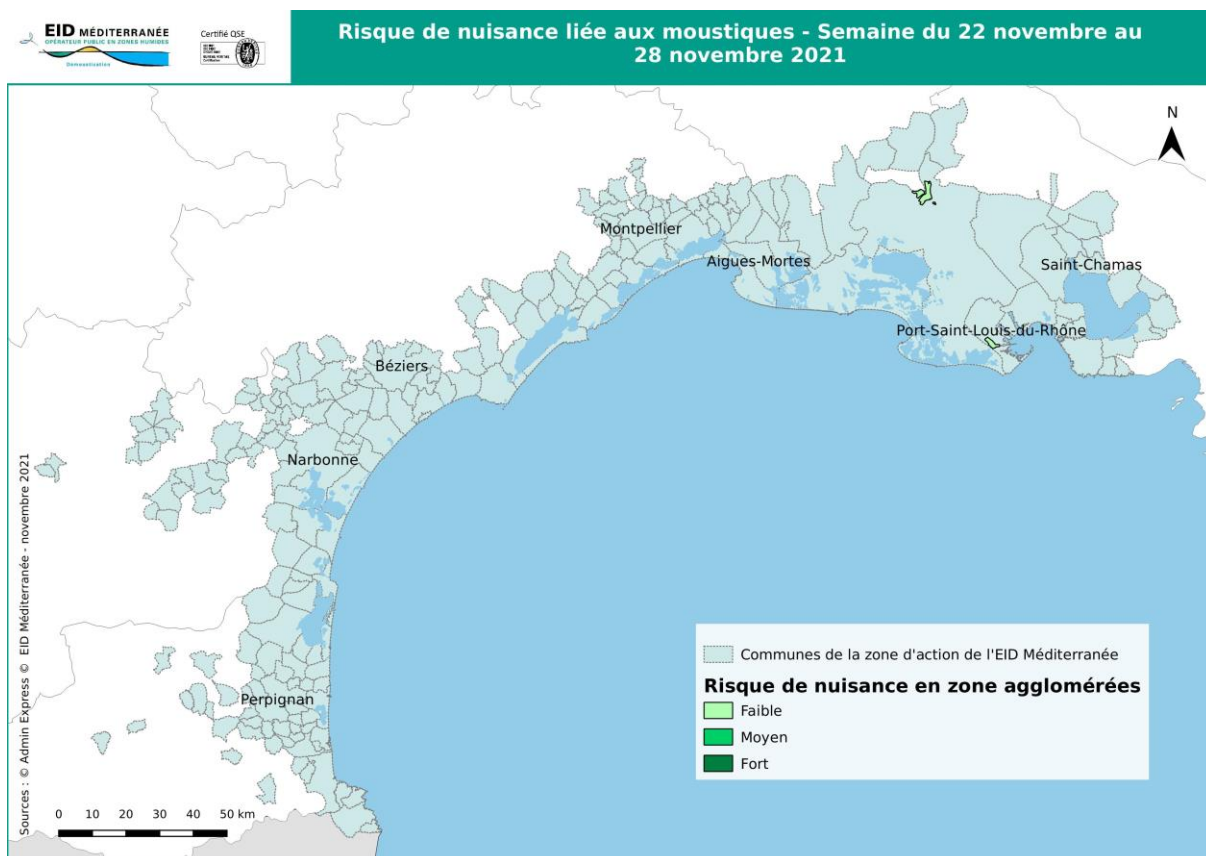 EID MÉDITERRANÉE
OPÉRATEUR PUBLIC EN ZONES HUMIDES
Démoustication
Certifié QSE
Risque de nuisance liée aux moustiques - Semaine du 22 novembre au
28 novembre 2021
N
Montpellier
Aigues-Mortes
Saint-Chamas
Port-Saint-Louis-du-Rhône
Béziers
Narbonne
Perpignan
Communes de la zone d'action de l'EID Méditerranée
Risque de nuisance en zone agglomérées
Faible
Moyen
Fort
0 10 20 30 40 50 km
Sources : © Admin Express © EID Méditerranée - novembre 2021